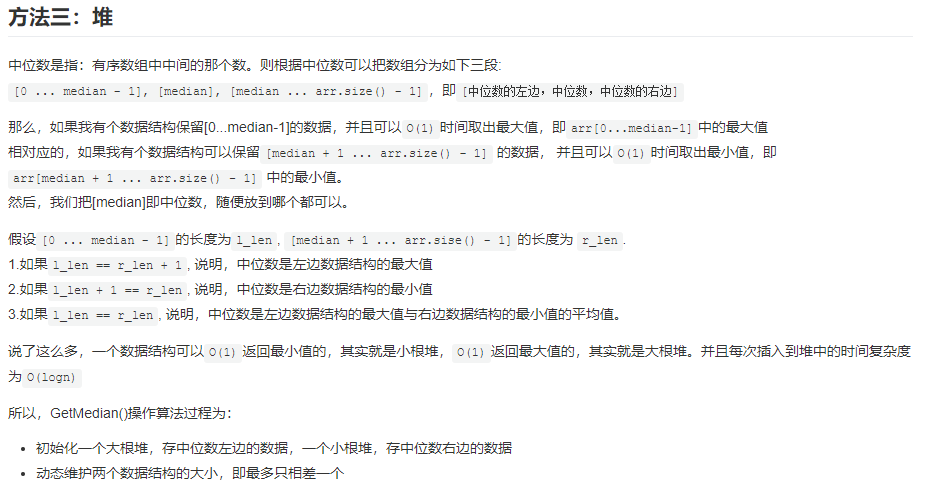 方法三：堆
中位数是指：有序数组中中间的那个数。则根据中位数可以把数组分为如下三段:
[0 ... median - 1], [median], [median ... arr.size() - 1] ，即 [中位数的左边，中位数，中位数的右边]
那么，如果我有个数据结构保留[0...median-1]的数据，并且可以 O(1) 时间取出最大值，即 arr[0...median-1] 中的最大值
相对应的，如果我有个数据结构可以保留 [median + 1 ... arr.size() - 1] 的数据， 并且可以 O(1) 时间取出最小值，即
arr[median + 1 ... arr.size() - 1] 中的最小值。
然后，我们把[median]即中位数，随便放到哪个都可以。
假设 [0 ... median - 1] 的长度为 l_len , [median + 1 ... arr.sise() - 1] 的长度为 r_len .
1.如果 l_len == r_len + 1 , 说明，中位数是左边数据结构的最大值
2.如果 l_len + 1 == r_len , 说明，中位数是右边数据结构的最小值
3.如果 l_len == r_len , 说明，中位数是左边数据结构的最大值与右边数据结构的最小值的平均值。
说了这么多，一个数据结构可以 O(1) 返回最小值的，其实就是小根堆， O(1) 返回最大值的，其实就是大根堆。并且每次插入到堆中的时间复杂度
为 O(logn)
所以，GetMedian()操作算法过程为：
• 初始化一个大根堆，存中位数左边的数据，一个小根堆，存中位数右边的数据
• 动态维护两个数据结构的大小，即最多只相差一个